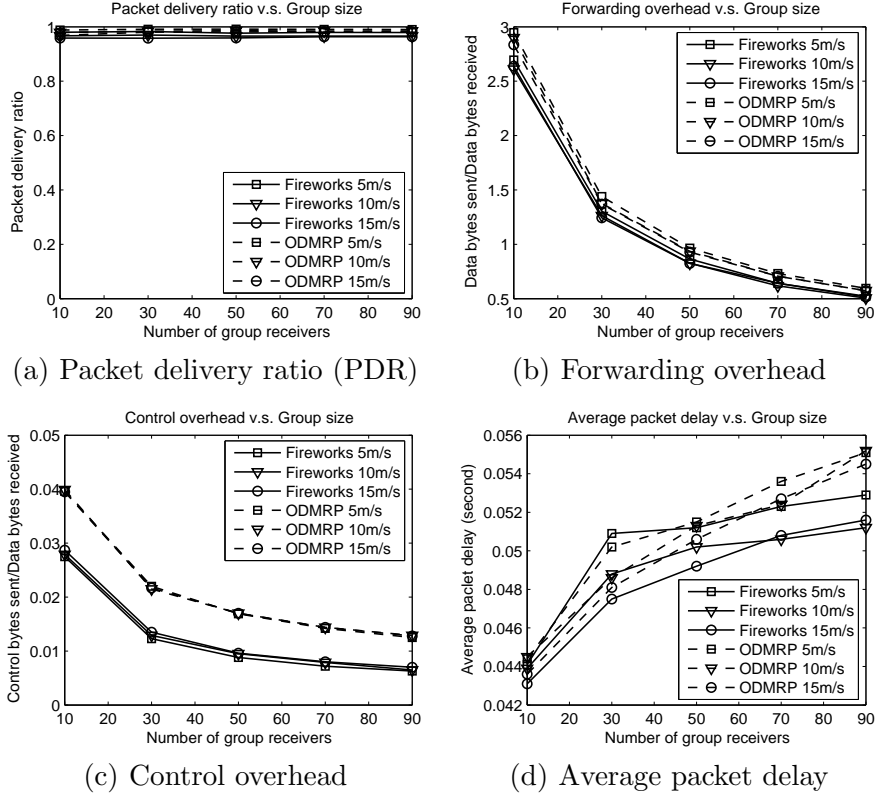 Packet delivery ratio v.s. Group size
1
0.8
0.6
0.4
0.2
0
Packet delivery ratio
Fireworks 5m/s
Fireworks 10m/s
Fireworks 15m/s
ODMRP 5m/s
ODMRP 10m/s
ODMRP 15m/s
10 20 30 40 50 60 70 80 90
Number of group receivers
(a) Packet delivery ratio (PDR)
Forwarding overhead v.s. Group size
3
2.5
2
1.5
1
0.5
Data bytes sent/Data bytes received
Fireworks 5m/s
Fireworks 10m/s
Fireworks 15m/s
ODMRP 5m/s
ODMRP 10m/s
ODMRP 15m/s
10 20 30 40 50 60 70 80 90
Number of group receivers
(b) Forwarding overhead
Control overhead v.s. Group size
0.05
0.04
0.03
0.02
0.01
0
Control bytes sent/Data bytes received
Fireworks 5m/s
Fireworks 10m/s
Fireworks 15m/s
ODMRP 5m/s
ODMRP 10m/s
ODMRP 15m/s
10 20 30 40 50 60 70 80 90
Number of group receivers
(c) Control overhead
Average packet delay v.s. Group size
0.056
0.054
0.052
0.05
0.048
0.046
0.044
0.042
Average paclet delay (second)
Fireworks 5m/s
Fireworks 10m/s
Fireworks 15m/s
ODMRP 5m/s
ODMRP 10m/s
ODMRP 15m/s
10 20 30 40 50 60 70 80 90
Number of group receivers
(d) Average packet delay